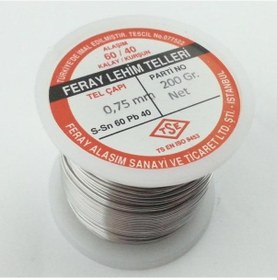 TÜRKİYE'DE İMAL EDİLMİŞTİR. TESCİL No.
ALAŞIM
60 / 40
KALAY / KURŞUN
FERAY LEHİM TELLERİ
TEL ÇAPI
0,75 mm
PARTI NO
200 Gr.
Net
S-Sn 60 Pb 40
TSE
TS EN ISO 9453
FERAY ALAŞIM SANAYİ VE TİCARET LTD. ŞTİ. - İSTANBUL